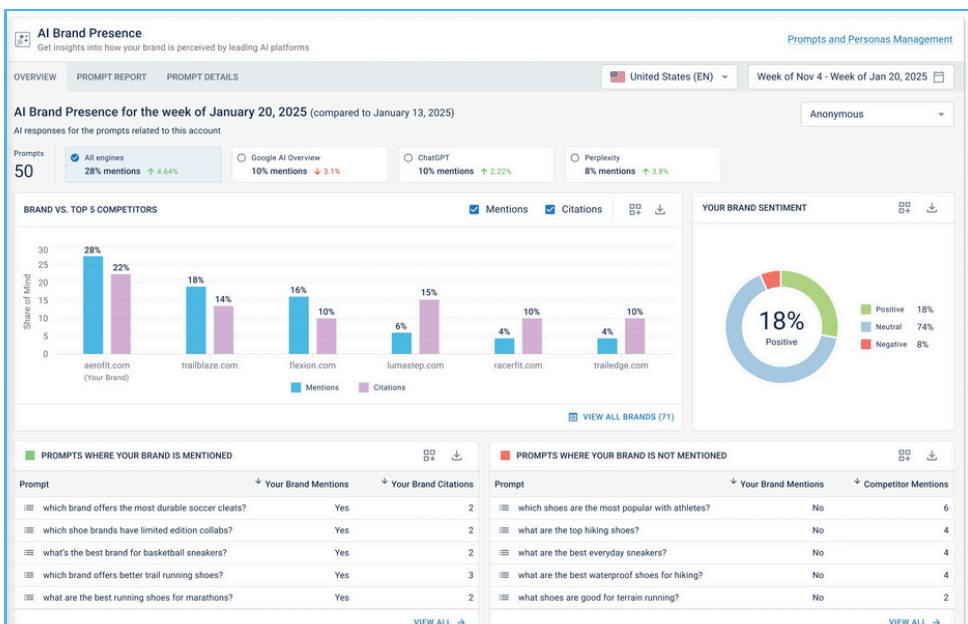 AI Brand Presence
Get insights into how your brand is perceived by leading AI platforms
Prompts and Personas Management
OVERVIEW PROMPT REPORT PROMPT DETAILS United States (EN) Week of Nov 4 - Week of Jan 20, 2025
AI Brand Presence for the week of January 20, 2025 (compared to January 13, 2025)
Anonymous
AI responses for the prompts related to this account
Prompts
50
All engines
28% mentions ↑ 4.64%
Google AI Overview
10% mentions ↓ 3.1%
ChatGPT
10% mentions ↑ 2.22%
Perplexity
8% mentions ↑ 3.8%
BRAND VS. TOP 5 COMPETITORS Mentions Citations
Share of Mind
30
25
20
15
10
5
0
28% 22%
18% 14%
16% 10%
6% 15%
4% 10%
4% 10%
aerofit.com
(Your Brand)
trailblaze.com
flexion.com
lumastep.com
racerfit.com
trailedge.com
Mentions Citations
VIEW ALL BRANDS (71)
YOUR BRAND SENTIMENT
18%
Positive
Positive 18%
Neutral 74%
Negative 8%
PROMPTS WHERE YOUR BRAND IS MENTIONED
Prompt ↓ Your Brand Mentions ↓ Your Brand Citations
which brand offers the most durable soccer cleats? Yes 2
which shoe brands have limited edition collabs? Yes 2
what's the best brand for basketball sneakers? Yes 2
which brand offers better trail running shoes? Yes 3
what are the best running shoes for marathons? Yes 2
VIEW ALL →
PROMPTS WHERE YOUR BRAND IS NOT MENTIONED
Prompt ↓ Your Brand Mentions ↓ Competitor Mentions
which shoes are the most popular with athletes? No 6
what are the top hiking shoes? No 4
what are the best everyday sneakers? No 4
what are the best waterproof shoes for hiking? No 4
what shoes are good for terrain running? No 2
VIEW ALL →